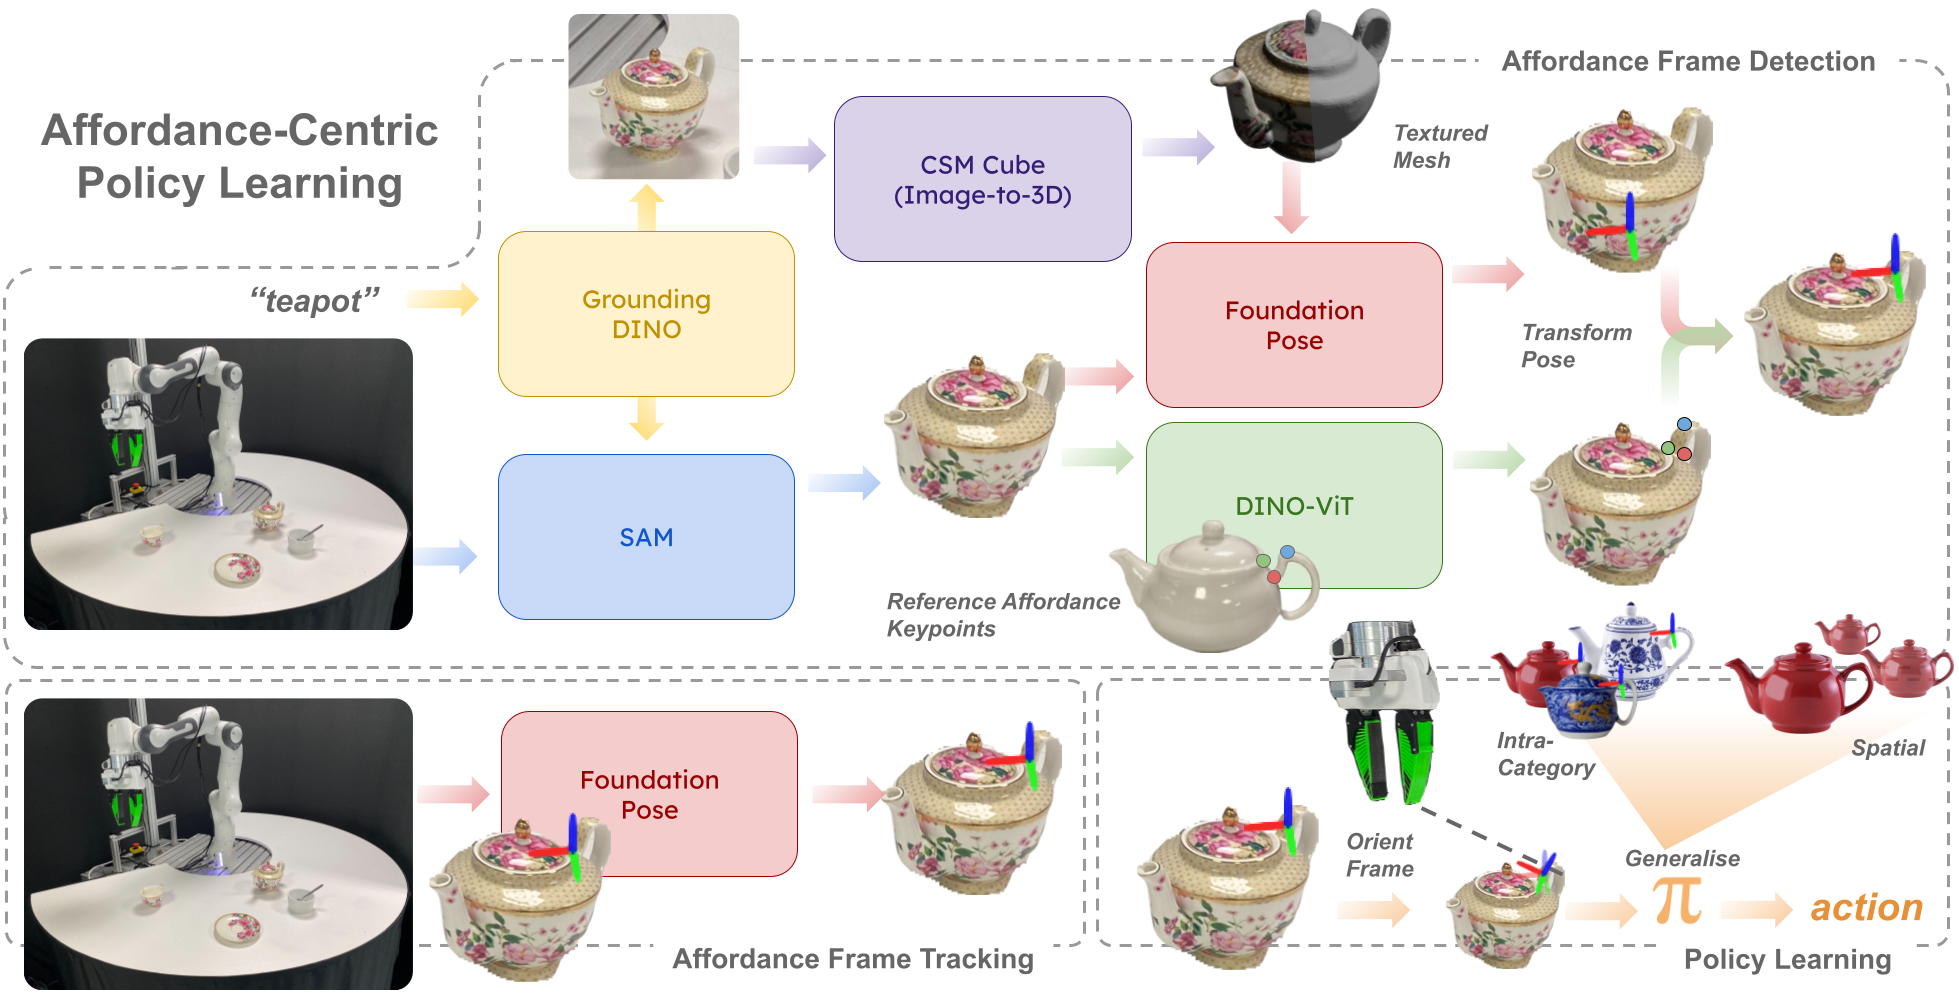 Affordance-Centric
Policy Learning
Affordance Frame Detection
CSM Cube
(Image-to-3D)
Textured
Mesh
“teapot”
Grounding
DINO
Foundation
Pose
Transform
Pose
SAM
DINO-ViT
Reference Affordance
Keypoints
Foundation
Pose
Affordance Frame Tracking
Intra-
Category
Spatial
Orient
Frame
Generalise
π
action
Policy Learning